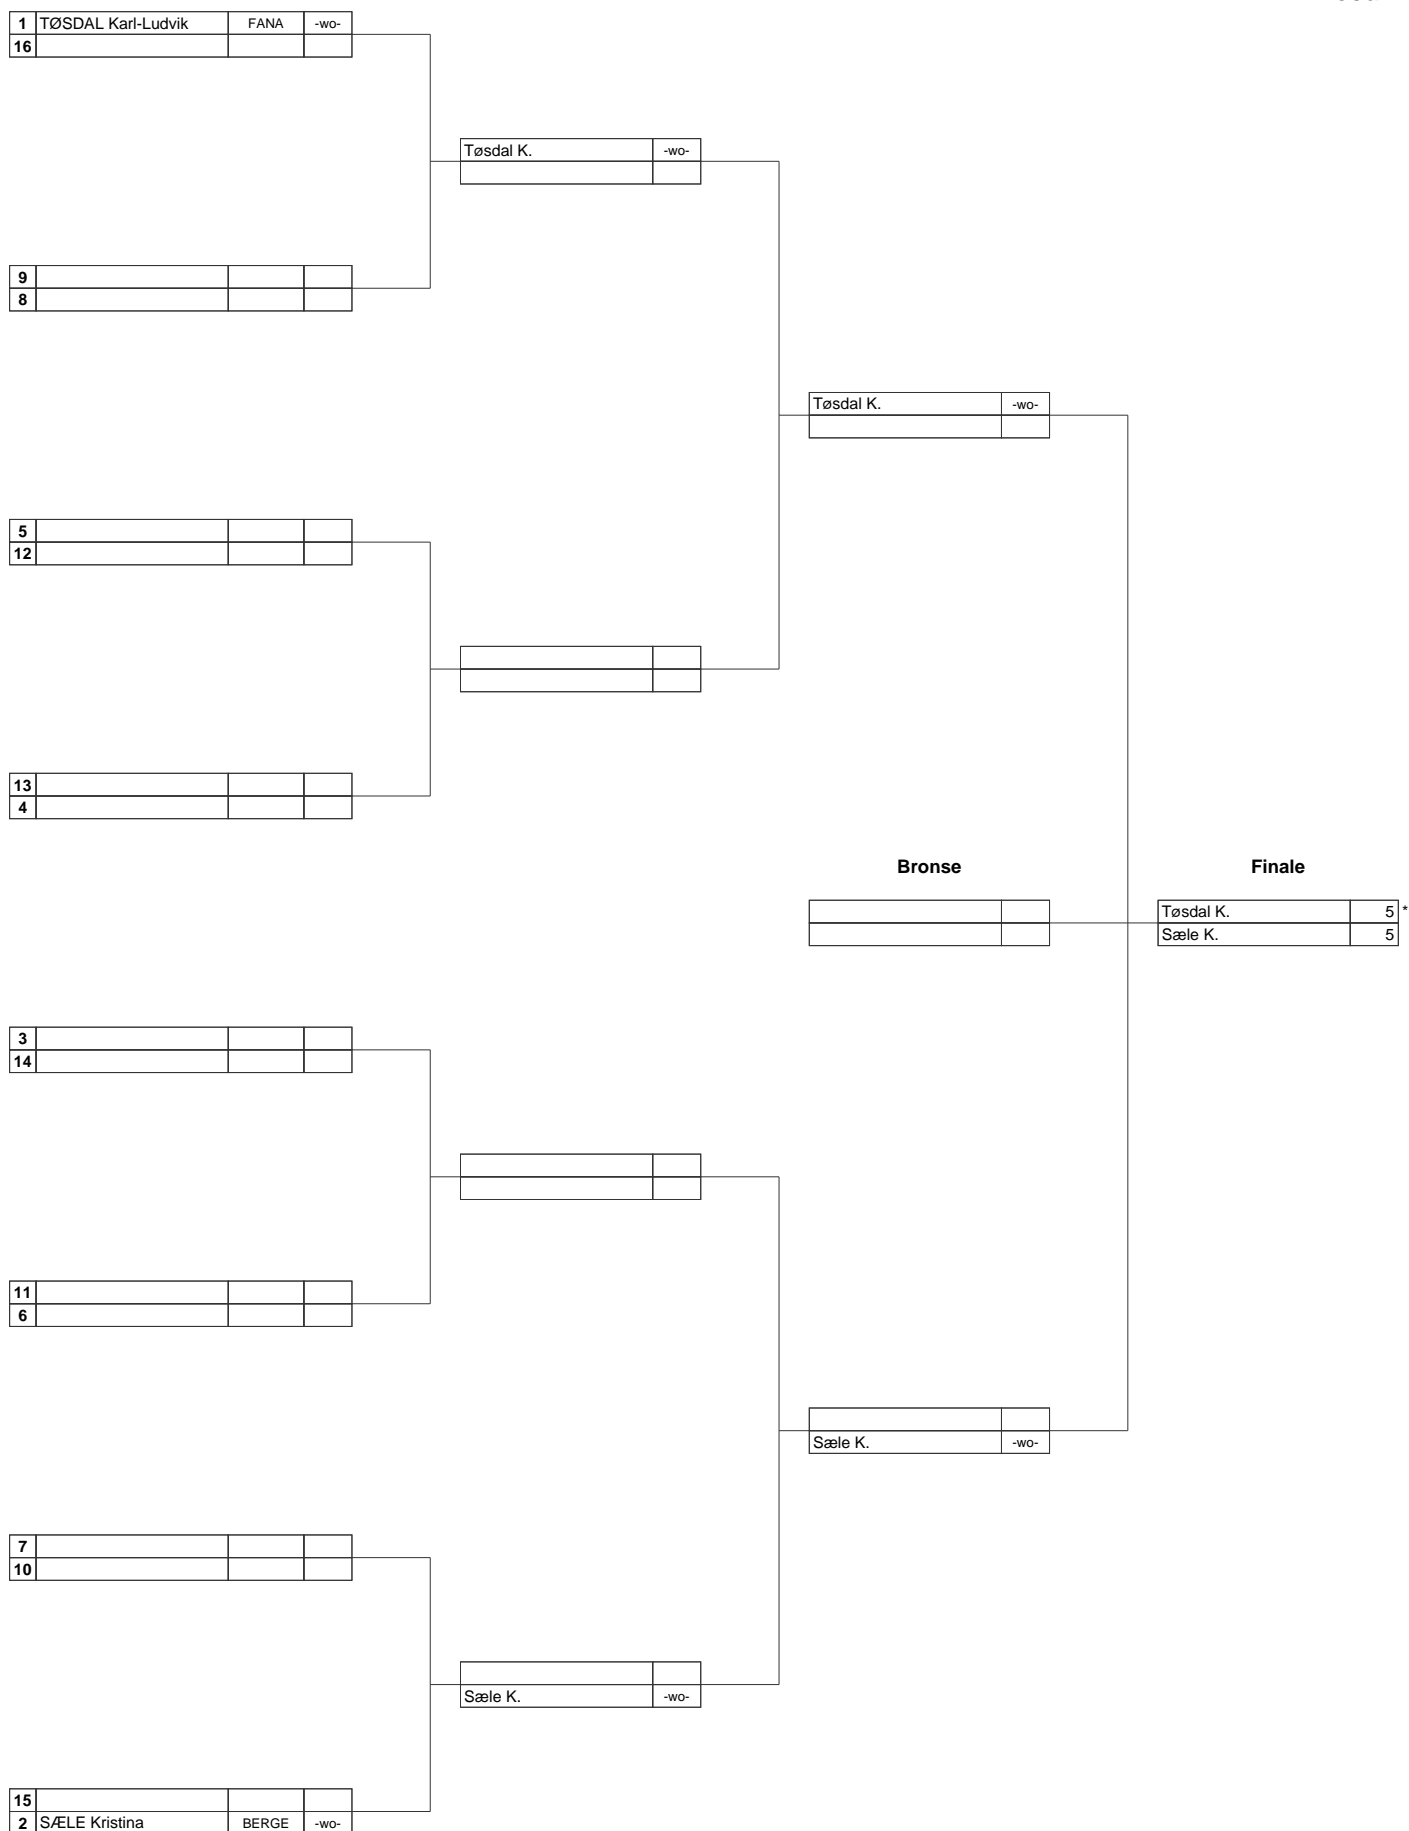 1 TØSDAL Karl-Ludvik FANA -wo-
16
Tøsdal K. -wo-
9
8
Tøsdal K. -wo-
5
12
13
4
Bronse Finale
Tøsdal K. 5 *
Sæle K. 5
3
14
11
6
Sæle K. -wo-
7
10
Sæle K. -wo-
15
2 SÆLE Kristina BERGE -wo-